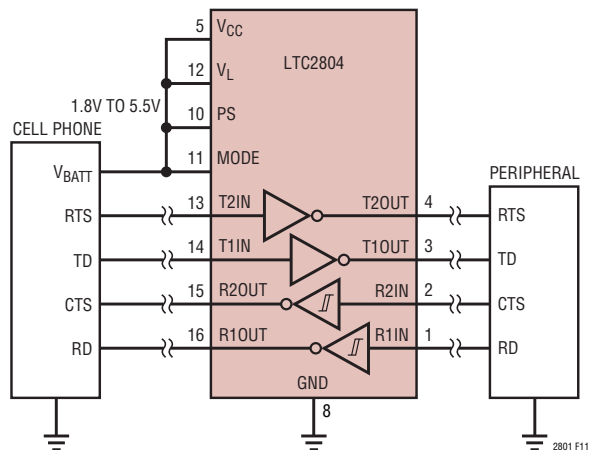 5 VCC
LTC2804
12 VL
1.8V TO 5.5V
10 PS
CELL PHONE
11 MODE
VBATT
PERIPHERAL
RTS 13 T2IN T2OUT 4 RTS
TD 14 T1IN T1OUT 3 TD
CTS 15 R2OUT R2IN 2 CTS
RD 16 R1OUT R1IN 1 RD
GND
8
2801 F11